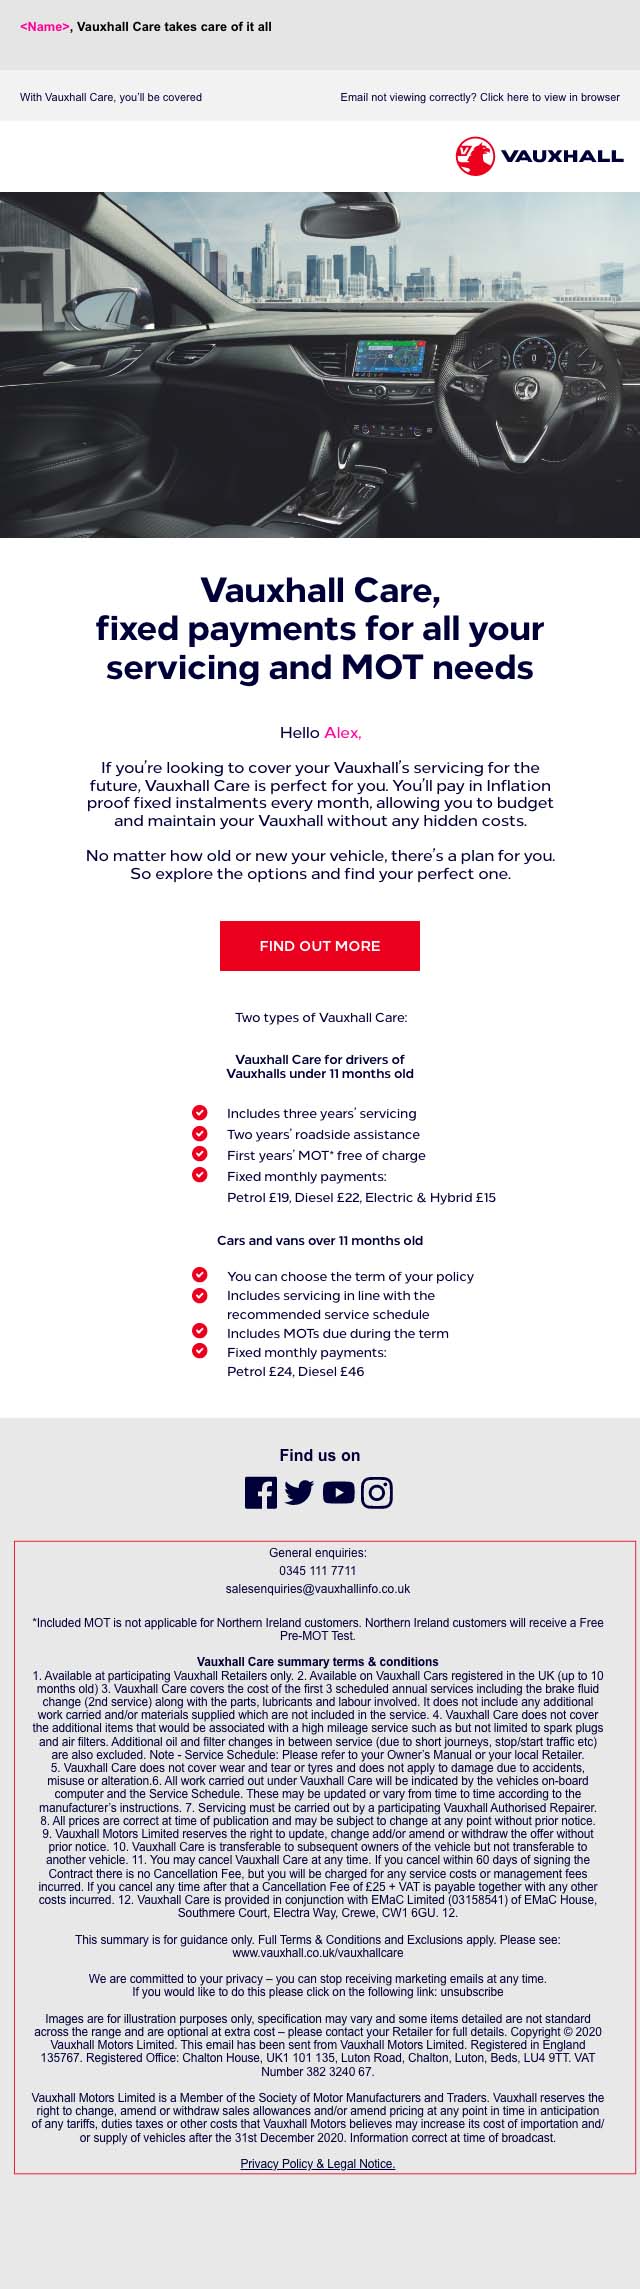 <Name>, Vauxhall Care takes care of it all
With Vauxhall Care, you'll be covered
Email not viewing correctly? Click here to view in browser
VAUXHALL
Vauxhall Care,
fixed payments for all your
servicing and MOT needs
Hello Alex,
If you're looking to cover your Vauxhall's servicing for the
future, Vauxhall Care is perfect for you. You'll pay in Inflation
proof fixed instalments every month, allowing you to budget
and maintain your Vauxhall without any hidden costs.
No matter how old or new your vehicle, there's a plan for you.
So explore the options and find your perfect one.
FIND OUT MORE
Two types of Vauxhall Care:
Vauxhall Care for drivers of
Vauxhalls under 11 months old
Includes three years' servicing
Two years' roadside assistance
First years' MOT* free of charge
Fixed monthly payments:
Petrol £19, Diesel £22, Electric & Hybrid £15
Cars and vans over 11 months old
You can choose the term of your policy
Includes servicing in line with the
recommended service schedule
Includes MOTs due during the term
Fixed monthly payments:
Petrol £24, Diesel £46
Find us on
General enquiries:
0345 111 7711
salesenquiries@vauxhallinfo.co.uk
*Included MOT is not applicable for Northern Ireland customers. Northern Ireland customers will receive a Free
Pre-MOT Test.
Vauxhall Care summary terms & conditions
1. Available at participating Vauxhall Retailers only. 2. Available on Vauxhall Cars registered in the UK (up to 10
months old) 3. Vauxhall Care covers the cost of the first 3 scheduled annual services including the brake fluid
change (2nd service) along with the parts, lubricants and labour involved. It does not include any additional
work carried and/or materials supplied which are not included in the service. 4. Vauxhall Care does not cover
the additional items that would be associated with a high mileage service such as but not limited to spark plugs
and air filters. Additional oil and filter changes in between service (due to short journeys, stop/start traffic etc)
are also excluded. Note - Service Schedule: Please refer to your Owner's Manual or your local Retailer.
5. Vauxhall Care does not cover wear and tear or tyres and does not apply to damage due to accidents,
misuse or alteration.6. All work carried out under Vauxhall Care will be indicated by the vehicles on-board
computer and the Service Schedule. These may be updated or vary from time to time according to the
manufacturer's instructions. 7. Servicing must be carried out by a participating Vauxhall Authorised Repairer.
8. All prices are correct at time of publication and may be subject to change at any point without prior notice.
9. Vauxhall Motors Limited reserves the right to update, change add/or amend or withdraw the offer without
prior notice. 10. Vauxhall Care is transferable to subsequent owners of the vehicle but not transferable to
another vehicle. 11. You may cancel Vauxhall Care at any time. If you cancel within 60 days of signing the
Contract there is no Cancellation Fee, but you will be charged for any service costs or management fees
incurred. If you cancel any time after that a Cancellation Fee of £25 + VAT is payable together with any other
costs incurred. 12. Vauxhall Care is provided in conjunction with EMaC Limited (03158541) of EMaC House,
Southmere Court, Electra Way, Crewe, CW1 6GU. 12.
This summary is for guidance only. Full Terms & Conditions and Exclusions apply. Please see:
www.vauxhall.co.uk/vauxhallcare
We are committed to your privacy – you can stop receiving marketing emails at any time.
If you would like to do this please click on the following link: unsubscribe
Images are for illustration purposes only, specification may vary and some items detailed are not standard
across the range and are optional at extra cost – please contact your Retailer for full details. Copyright © 2020
Vauxhall Motors Limited. This email has been sent from Vauxhall Motors Limited. Registered in England
135767. Registered Office: Chalton House, UK1 101 135, Luton Road, Chalton, Luton, Beds, LU4 9TT. VAT
Number 382 3240 67.
Vauxhall Motors Limited is a Member of the Society of Motor Manufacturers and Traders. Vauxhall reserves the
right to change, amend or withdraw sales allowances and/or amend pricing at any point in time in anticipation
of any tariffs, duties taxes or other costs that Vauxhall Motors believes may increase its cost of importation and/
or supply of vehicles after the 31st December 2020. Information correct at time of broadcast.
Privacy Policy & Legal Notice.